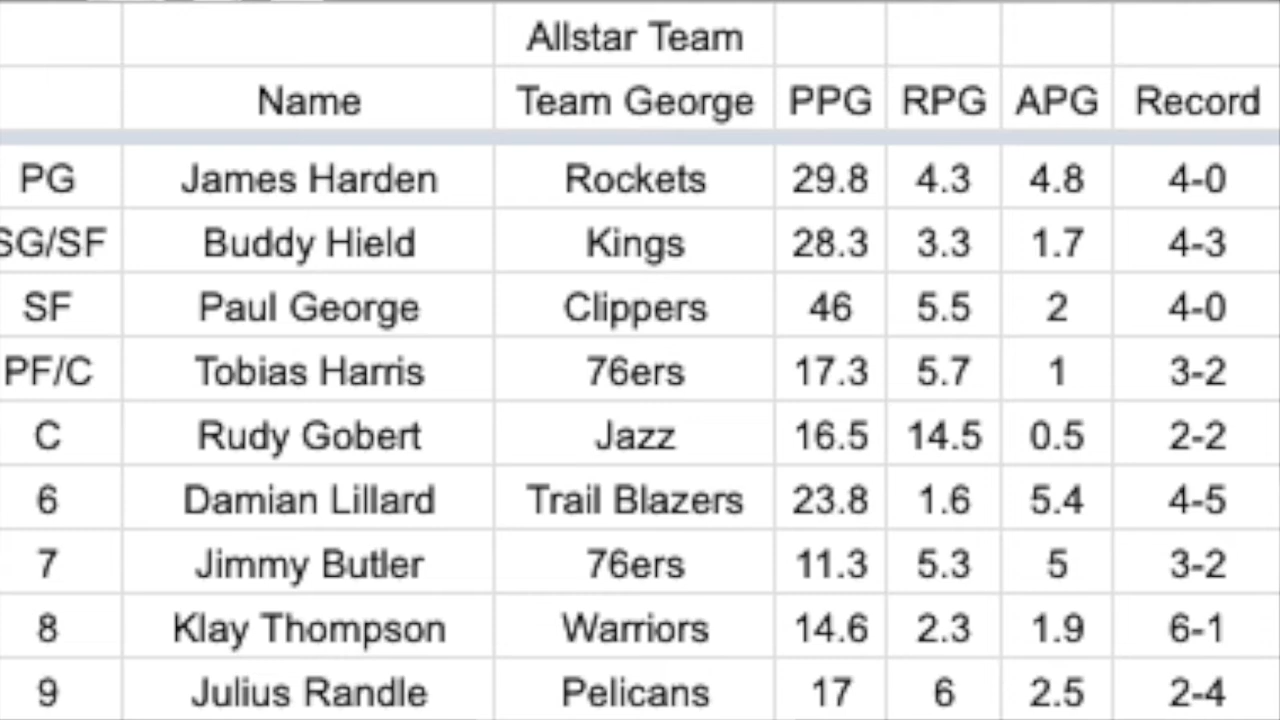 Allstar Team
Name Team George PPG RPG APG Record
PG James Harden Rockets 29.8 4.3 4.8 4-0
SG/SF Buddy Hield Kings 28.3 3.3 1.7 4-3
SF Paul George Clippers 46 5.5 2 4-0
PF/C Tobias Harris 76ers 17.3 5.7 1 3-2
C Rudy Gobert Jazz 16.5 14.5 0.5 2-2
6 Damian Lillard Trail Blazers 23.8 1.6 5.4 4-5
7 Jimmy Butler 76ers 11.3 5.3 5 3-2
8 Klay Thompson Warriors 14.6 2.3 1.9 6-1
9 Julius Randle Pelicans 17 6 2.5 2-4